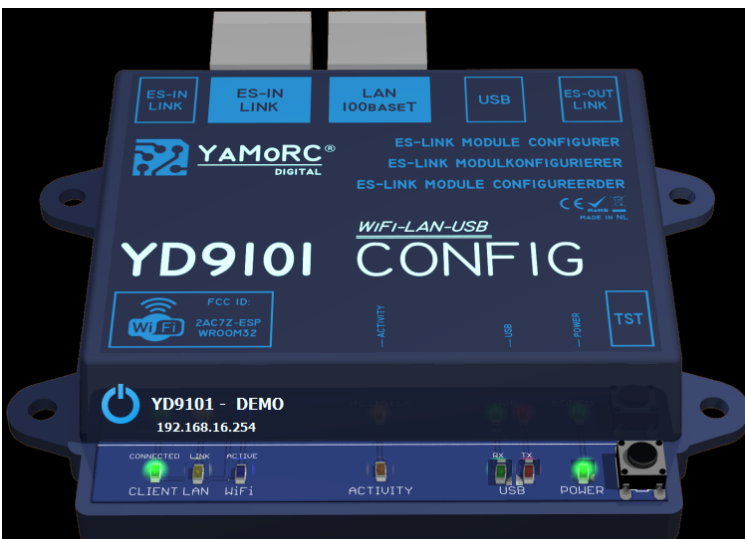 ES-IN
LINK
ES-IN
LINK
LAN
100BASET
USB
ES-OUT
LINK
YAMORC®
DIGITAL
ES-LINK MODULE CONFIGURER
ES-LINK MODULKONFIGURIERER
ES-LINK MODULE CONFIGUREERDER
CE
RoHS
MADE IN NL
YD9101
WiFi-LAN-USB
CONFIG
WiFi
FCC ID:
2AC7Z-ESP
WROOM32
ACTIVITY
USB
POWER
TST
YD9101 - DEMO
192.168.16.254
CONNECTED
LINK
ACTIVE
RX
TX
CLIENT
LAN
WiFi
ACTIVITY
USB
POWER